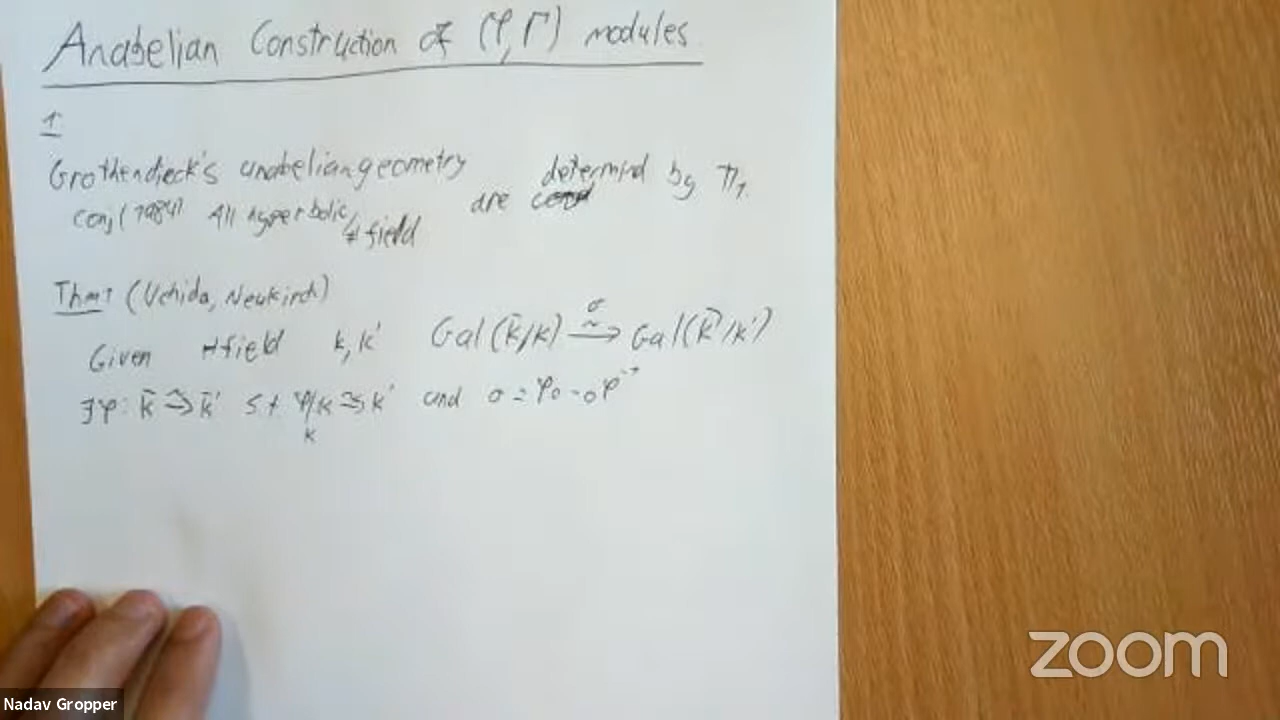 Anabelian Construction of (φ,Γ) modules
1
Grothendieck's anabelian geometry
conj (1984) All hyperbolic/#field are determind by π₁
Thm: (Uchida, Neukirch)
Given #field k, k' Gal(k̄/k) ⥲ Gal(k̄'/k')
σ
∃φ: k̄ ⥲ k̄' s.t φ/k ≅ k' and σ = φ∘-∘φ⁻¹
k
zoom
Nadav Gropper